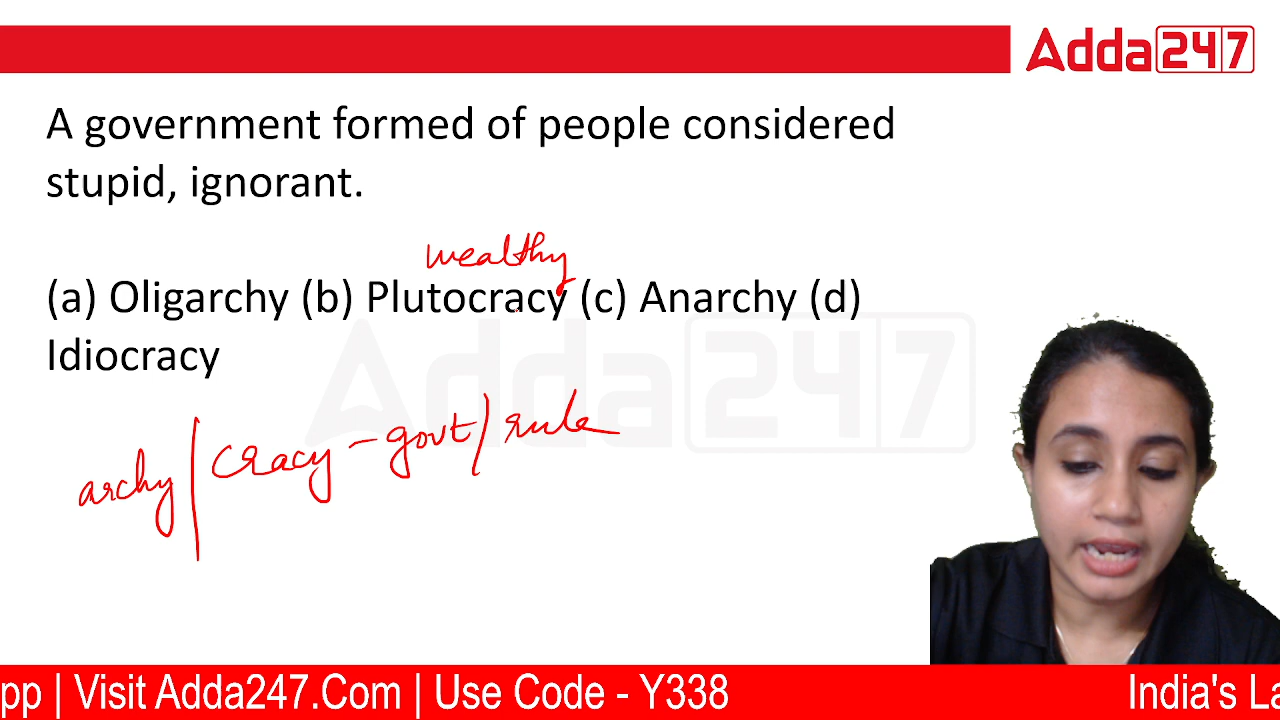 Adda247
A government formed of people considered
stupid, ignorant.
wealthy
(a) Oligarchy (b) Plutocracy (c) Anarchy (d)
Idiocracy
Adda247
archy | cracy - govt / rule
pp | Visit Adda247.Com | Use Code - Y338
India's La